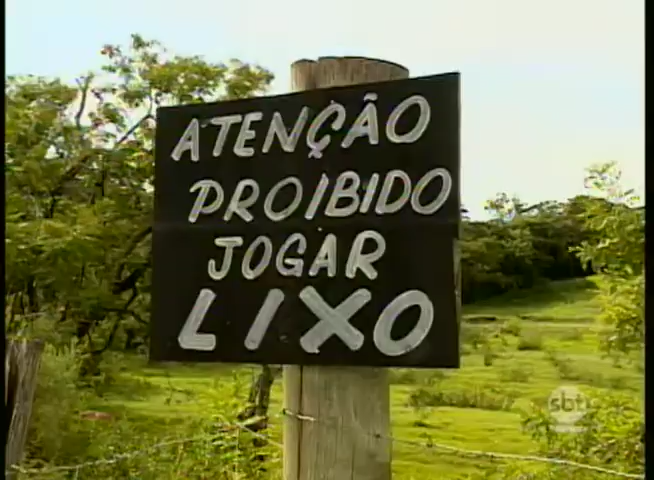 ATENÇÃO
PROIBIDO
JOGAR
LIXO
sbt